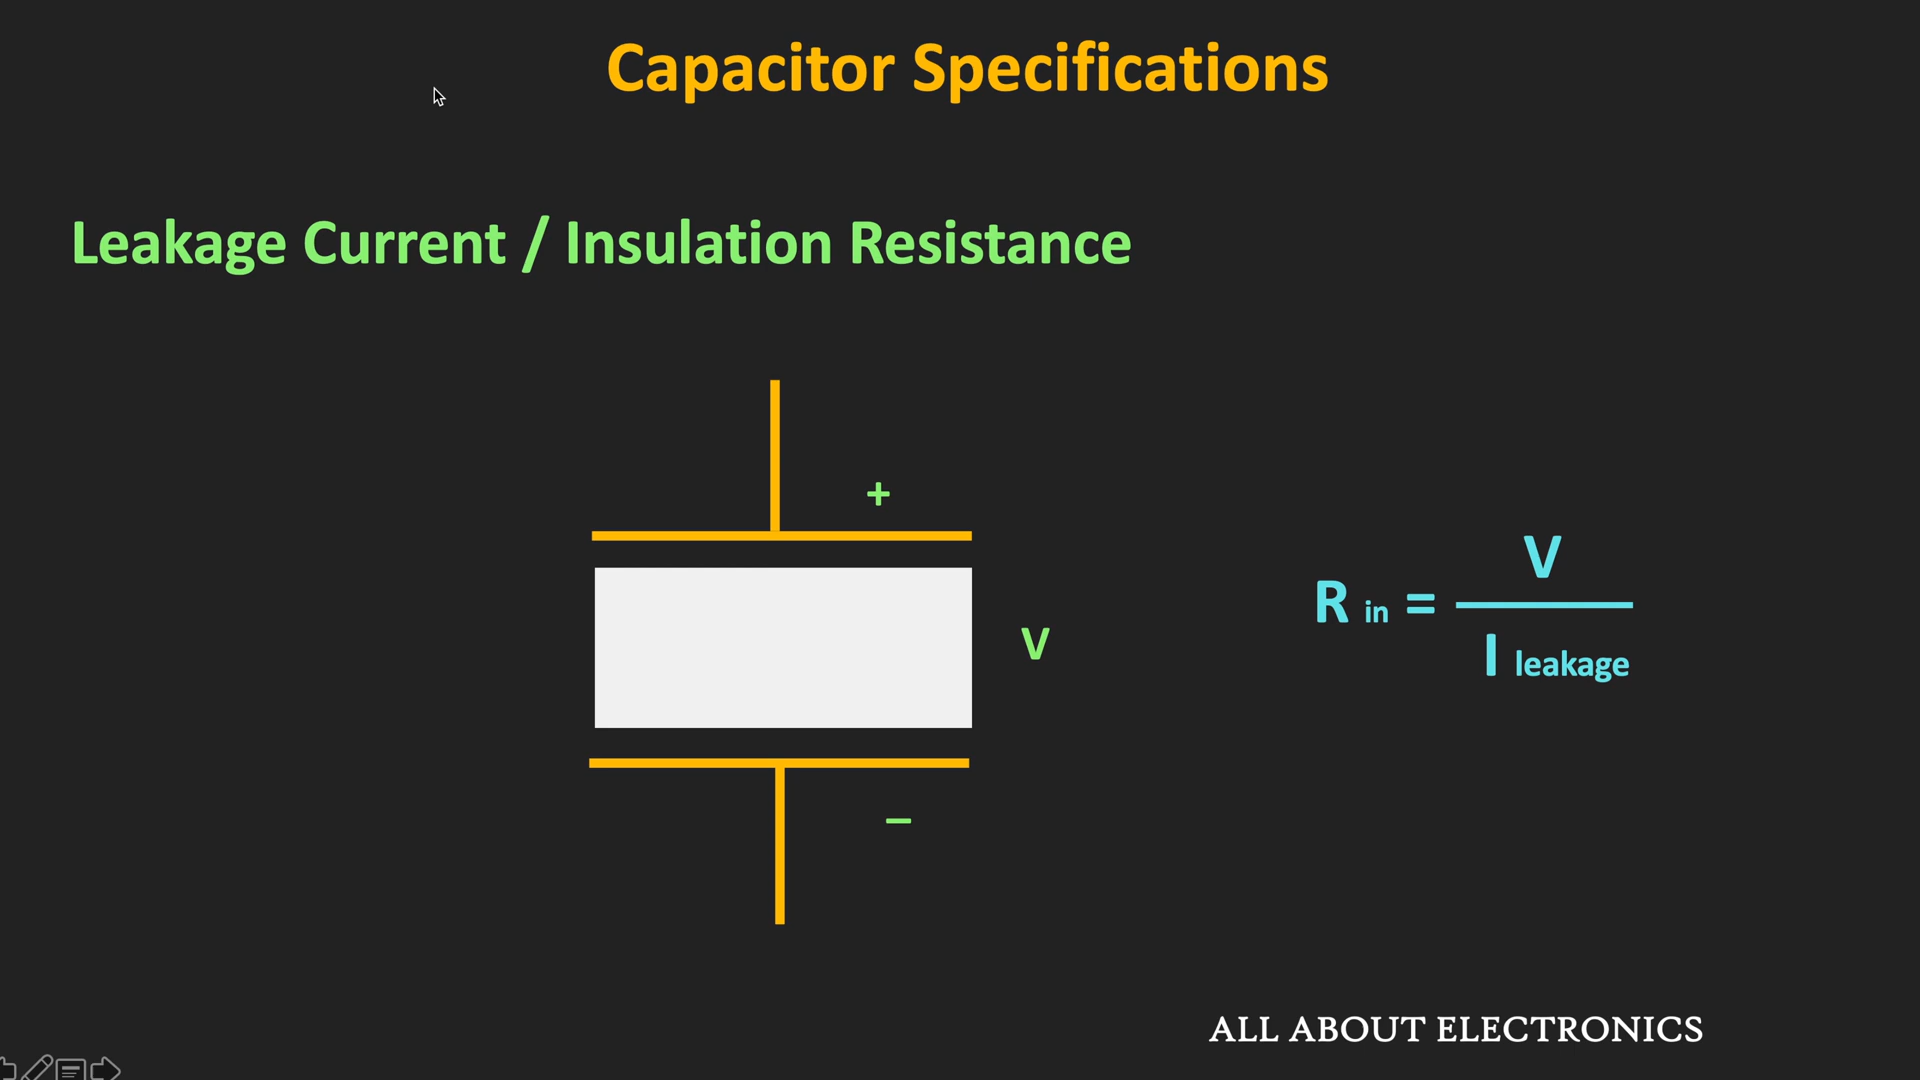 Capacitor Specifications
Leakage Current / Insulation Resistance
+
V
–
V
R in =
I leakage
ALL ABOUT ELECTRONICS